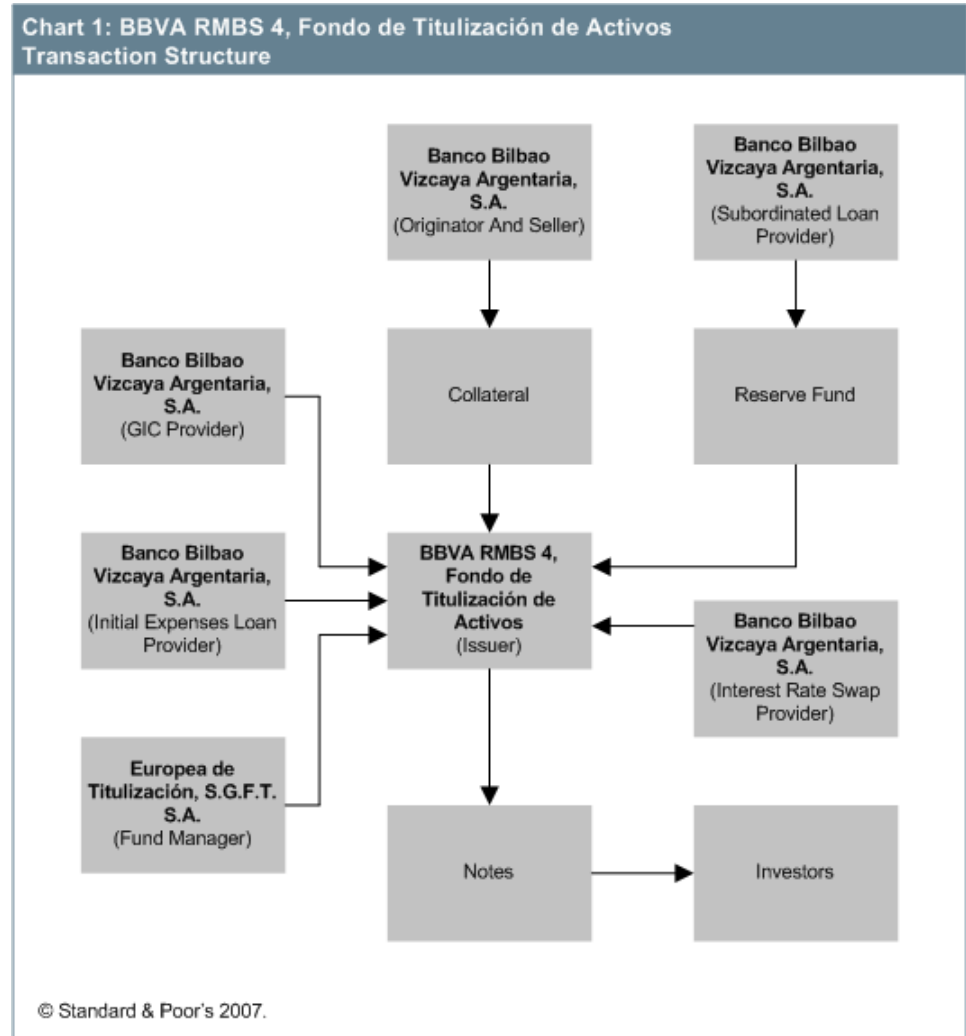 Chart 1: BBVA RMBS 4, Fondo de Titulización de Activos
Transaction Structure
Banco Bilbao
Vizcaya Argentaria,
S.A.
(Originator And Seller)
Banco Bilbao
Vizcaya Argentaria,
S.A.
(Subordinated Loan
Provider)
Banco Bilbao
Vizcaya Argentaria,
S.A.
(GIC Provider)
Collateral
Reserve Fund
Banco Bilbao
Vizcaya Argentaria,
S.A.
(Initial Expenses Loan
Provider)
BBVA RMBS 4,
Fondo de
Titulización de
Activos
(Issuer)
Banco Bilbao
Vizcaya Argentaria,
S.A.
(Interest Rate Swap
Provider)
Europea de
Titulización, S.G.F.T.
S.A.
(Fund Manager)
Notes
Investors
© Standard & Poor's 2007.